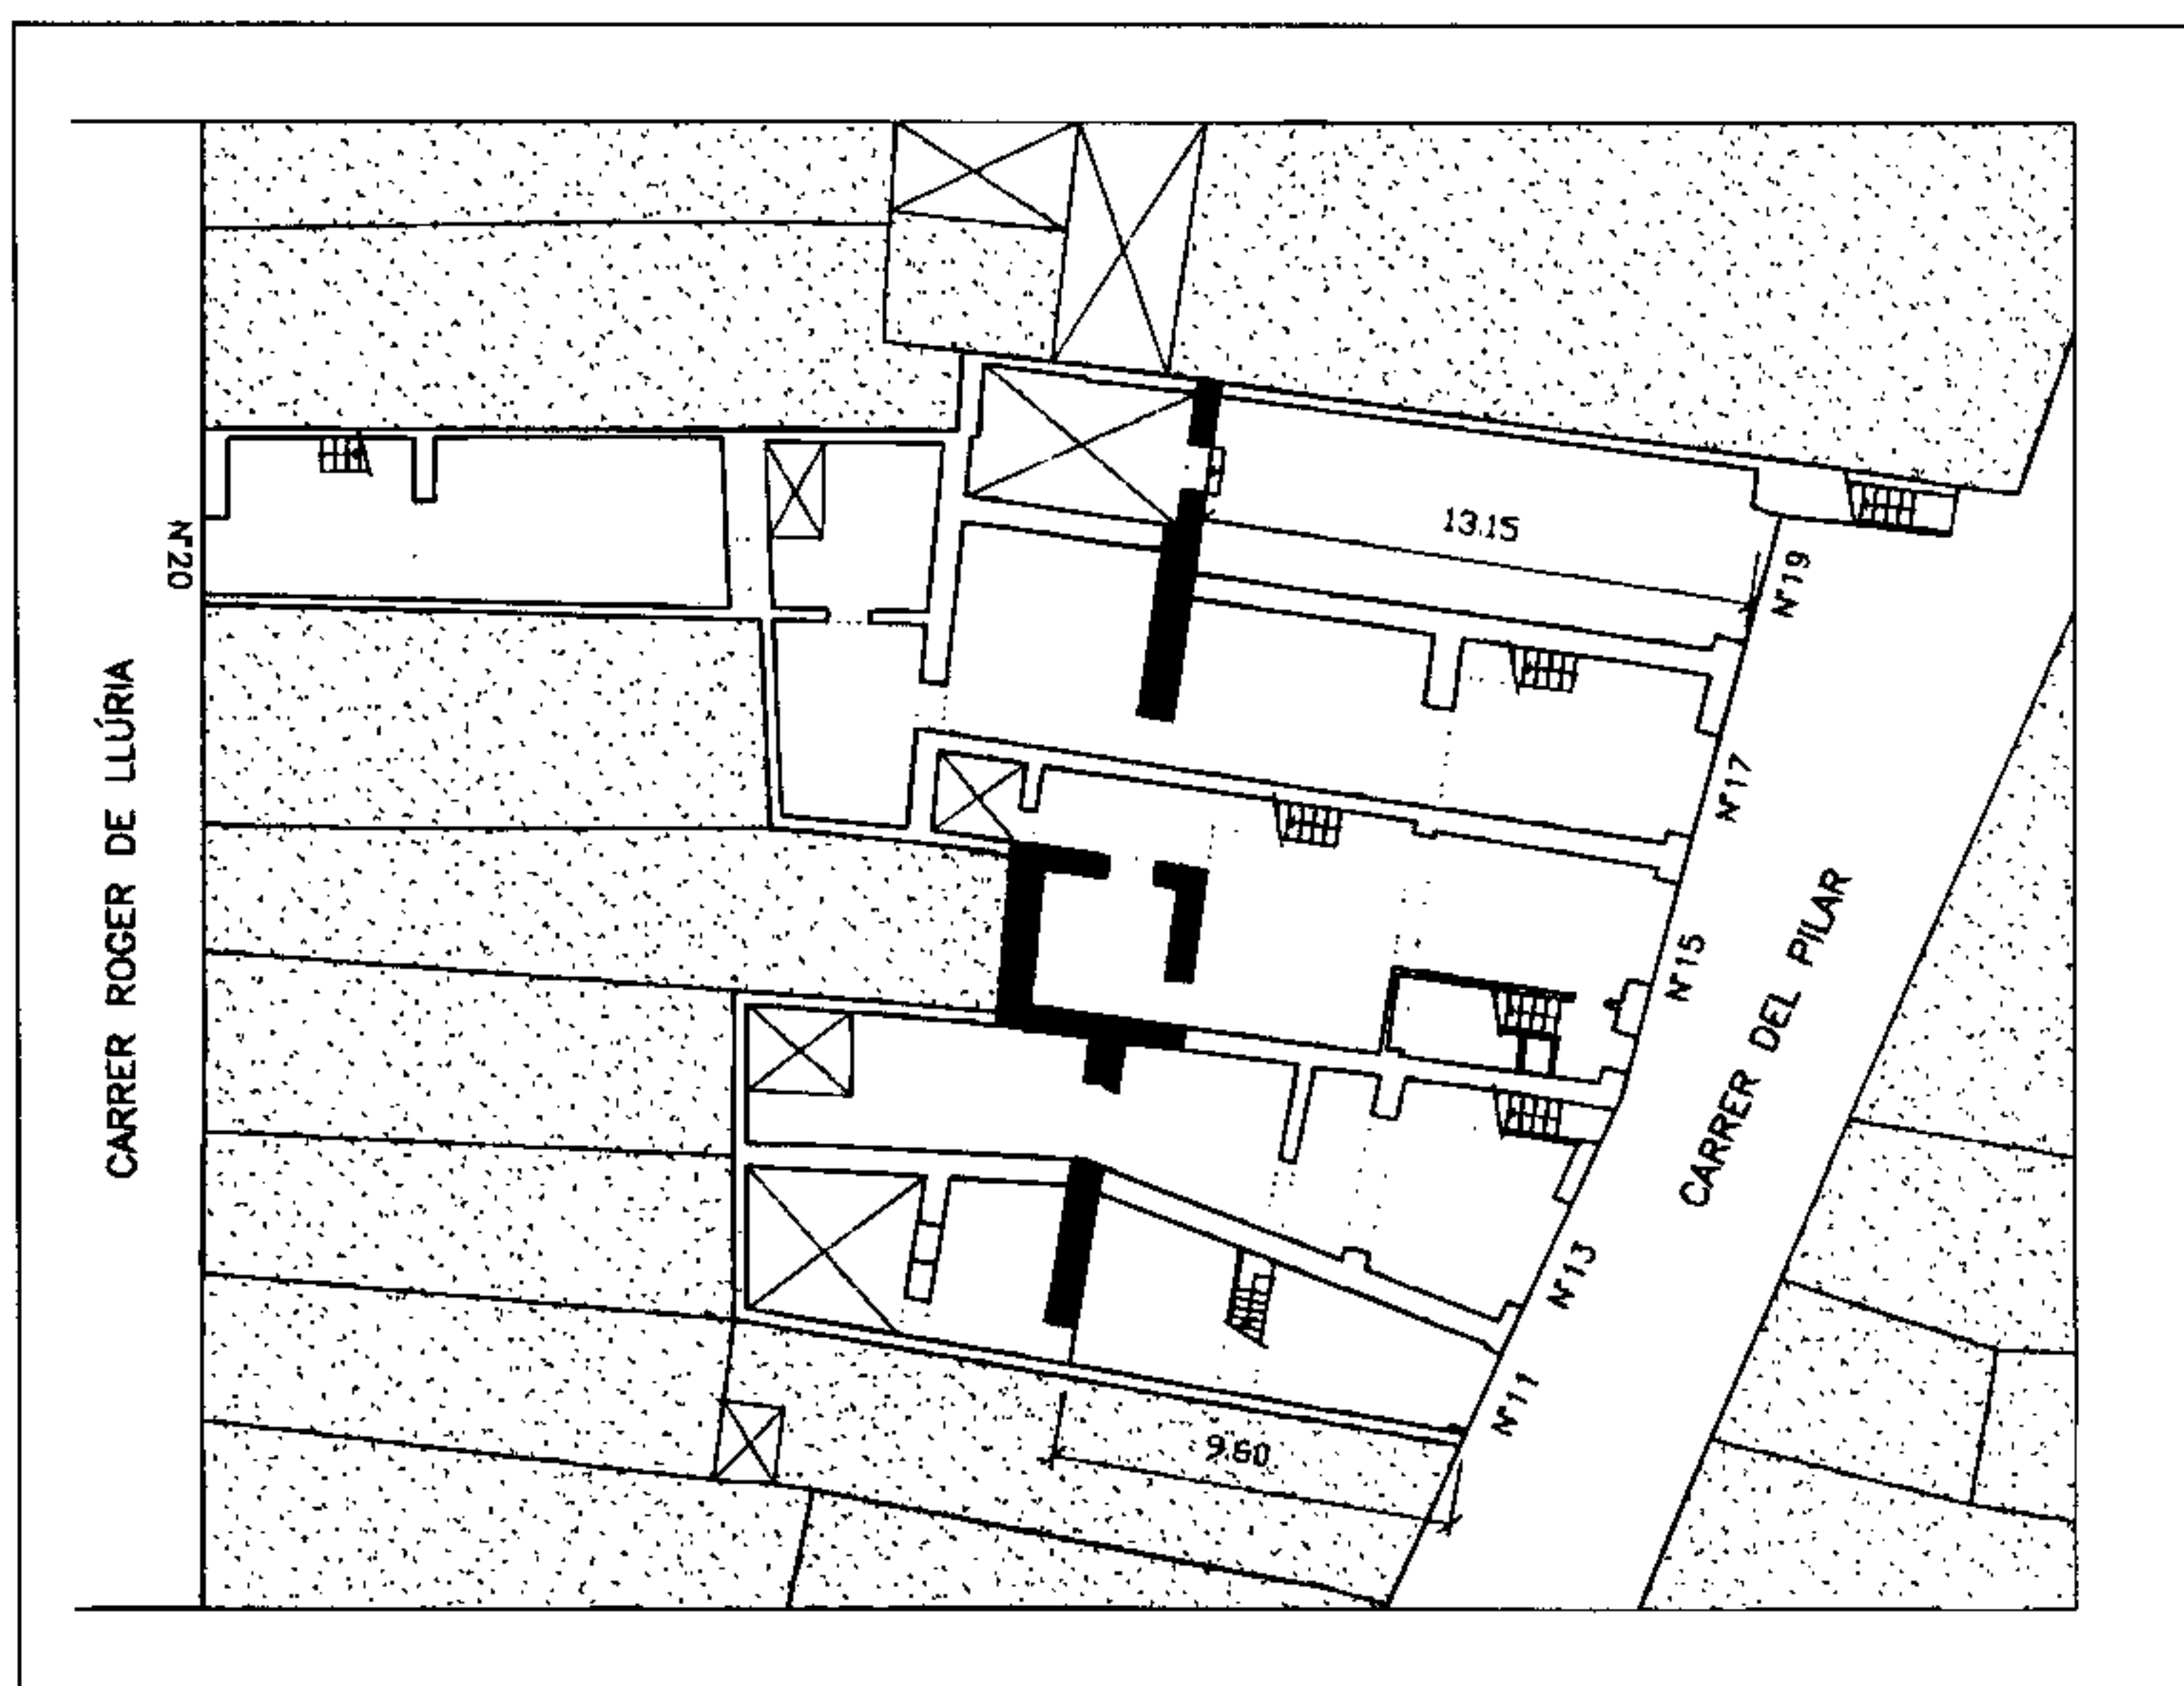 CARRER ROGER DE LLÚRIA
Nº20
13.15
Nº19
Nº17
Nº15
CARRER DEL PILAR
Nº13
Nº11
9.60